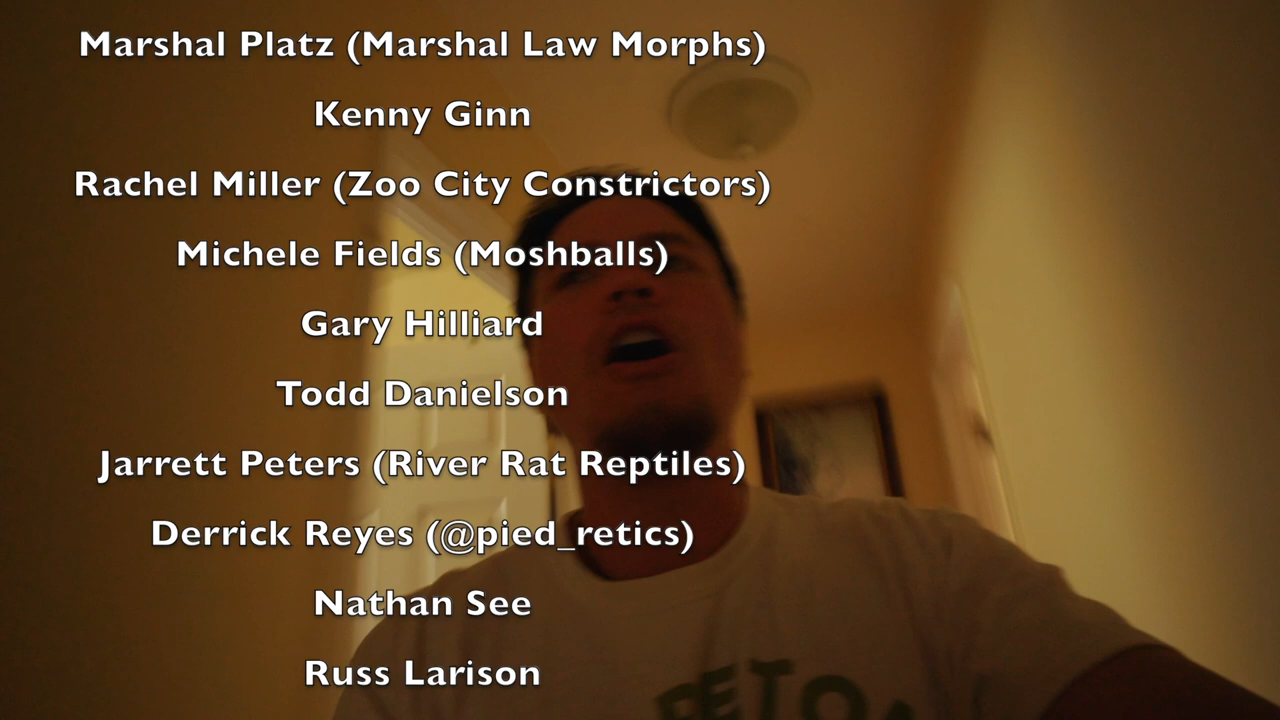 Marshal Platz (Marshal Law Morphs)
Kenny Ginn
Rachel Miller (Zoo City Constrictors)
Michele Fields (Moshballs)
Gary Hilliard
Todd Danielson
Jarrett Peters (River Rat Reptiles)
Derrick Reyes (@pied_retics)
Nathan See
Russ Larison